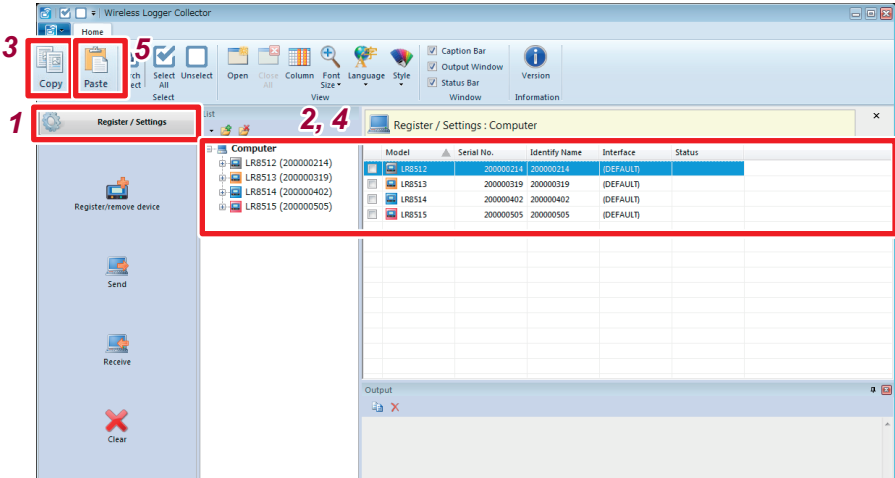 Wireless Logger Collector
Home
3
5
Copy
Paste
Select
All
Unselect
Select
Open
Close
All
Column
Font
Size
Language
Style
View
Caption Bar
Output Window
Status Bar
Window
Version
Information
1
Register / Settings
List
2, 4
Register / Settings : Computer
x
Computer
LR8512 (200000214)
LR8513 (200000319)
LR8514 (200000402)
LR8515 (200000505)
Model Serial No. Identify Name Interface Status
LR8512 200000214 200000214 (DEFAULT)
LR8513 200000319 200000319 (DEFAULT)
LR8514 200000402 200000402 (DEFAULT)
LR8515 200000505 200000505 (DEFAULT)
Register/remove device
Send
Receive
Clear
Output